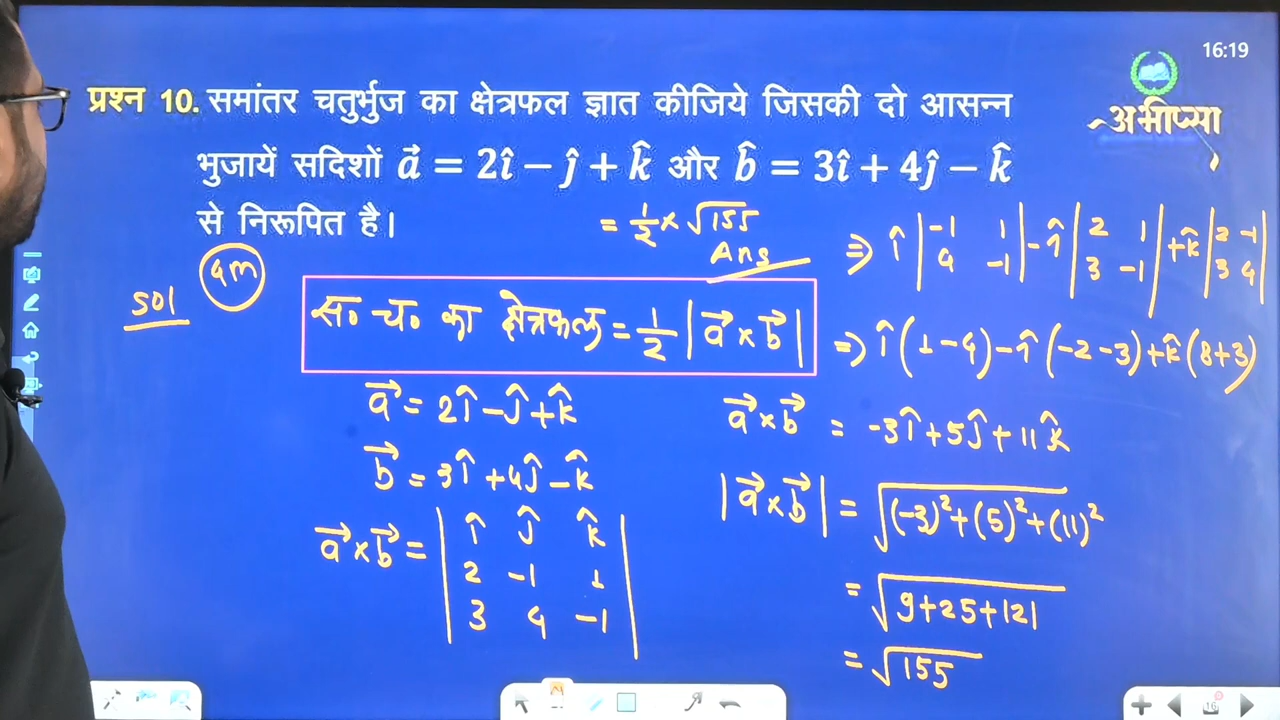 16:19
अभीप्सा
प्रश्न 10. समांतर चतुर्भुज का क्षेत्रफल ज्ञात कीजिये जिसकी दो आसन्न
भुजायें सदिशों a⃗ = 2î − ĵ + k̂ और b̂ = 3î + 4ĵ − k̂
से निरूपित है।
= 1/2 × √155
Ans
4m
sol
स० च० का क्षेत्रफल = 1/2 |a⃗ × b⃗|
a⃗ = 2î − ĵ + k̂
b⃗ = 3î + 4ĵ − k̂
a⃗ × b⃗ = | î ĵ k̂ |
| 2 −1 1 |
| 3 4 −1 |
⇒ î |−1 1; 4 −1| − î |2 1; 3 −1| + k̂ |2 −1; 3 4|
⇒ î (1 − 4) − î (−2 − 3) + k̂ (8 + 3)
a⃗ × b⃗ = −3î + 5ĵ + 11k̂
|a⃗ × b⃗| = √(−3)² + (5)² + (11)²
= √9 + 25 + 121
= √155
16